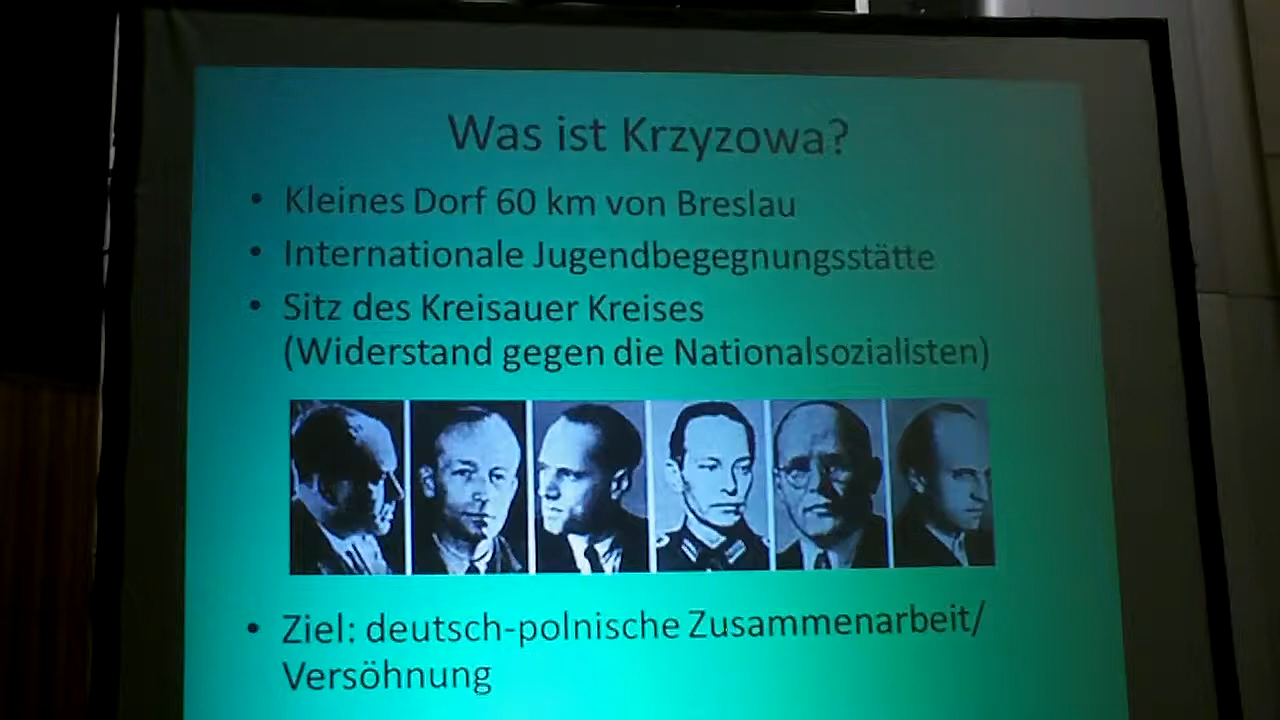 Was ist Krzyzowa?
• Kleines Dorf 60 km von Breslau
• Internationale Jugendbegegnungsstätte
• Sitz des Kreisauer Kreises
(Widerstand gegen die Nationalsozialisten)
• Ziel: deutsch-polnische Zusammenarbeit/
Versöhnung